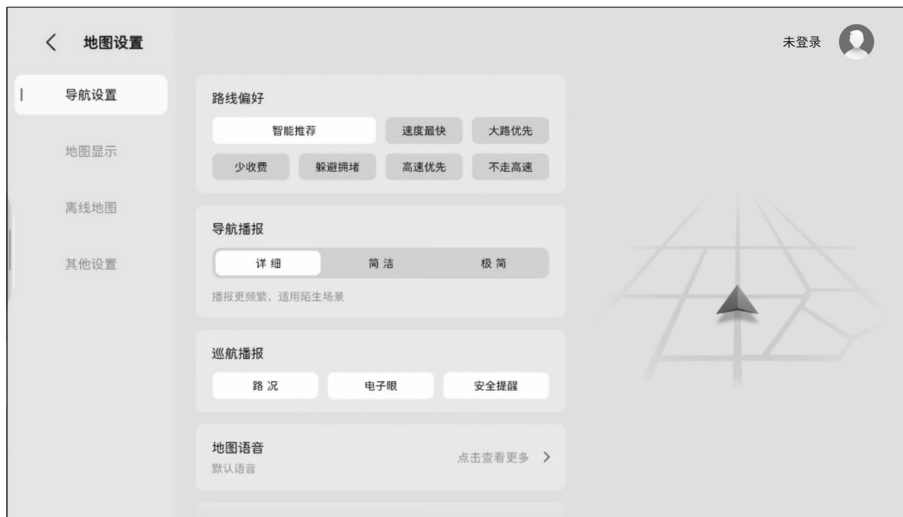 地图设置
未登录
导航设置
地图显示
离线地图
其他设置
路线偏好
智能推荐 速度最快 大路优先
少收费 躲避拥堵 高速优先 不走高速
导航播报
详细 简洁 极简
播报更频繁，适用陌生场景
巡航播报
路况 电子眼 安全提醒
地图语音
默认语音
点击查看更多